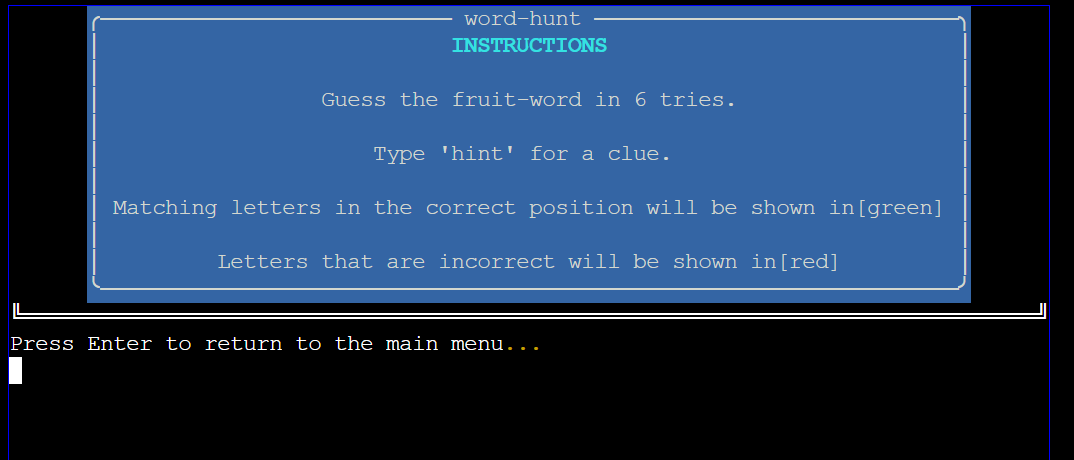 word-hunt
INSTRUCTIONS
Guess the fruit-word in 6 tries.
Type 'hint' for a clue.
Matching letters in the correct position will be shown in[green]
Letters that are incorrect will be shown in[red]
Press Enter to return to the main menu...